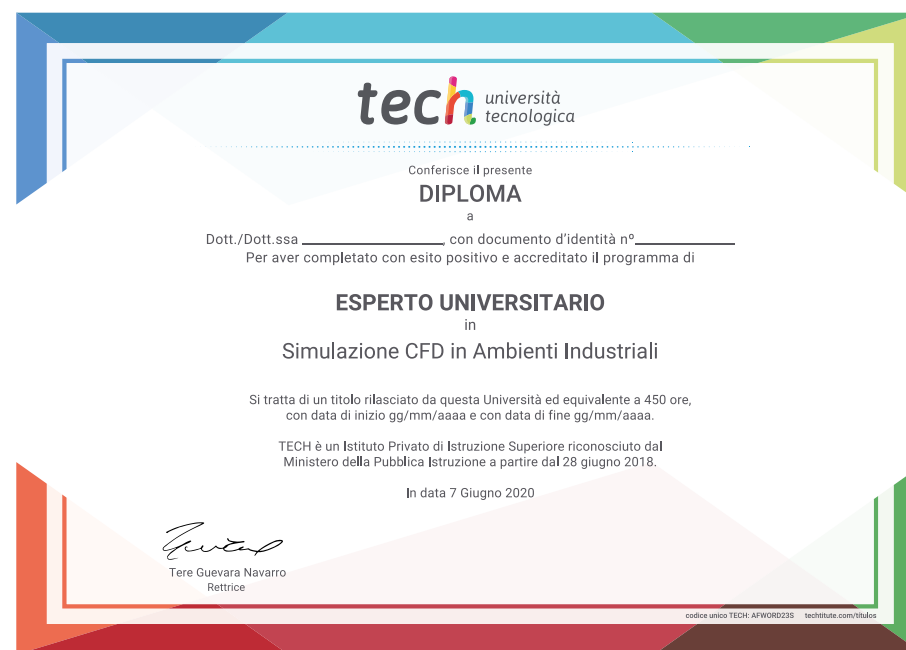 tech università
tecnologica
Conferisce il presente
DIPLOMA
a
Dott./Dott.ssa ____________________, con documento d'identità nº______________
Per aver completato con esito positivo e accreditato il programma di
ESPERTO UNIVERSITARIO
in
Simulazione CFD in Ambienti Industriali
Si tratta di un titolo rilasciato da questa Università ed equivalente a 450 ore,
con data di inizio gg/mm/aaaa e con data di fine gg/mm/aaaa.
TECH è un Istituto Privato di Istruzione Superiore riconosciuto dal
Ministero della Pubblica Istruzione a partire dal 28 giugno 2018.
In data 7 Giugno 2020
Tere Guevara Navarro
Rettrice
codice unico TECH: AFWORD23S techtitute.com/titulos